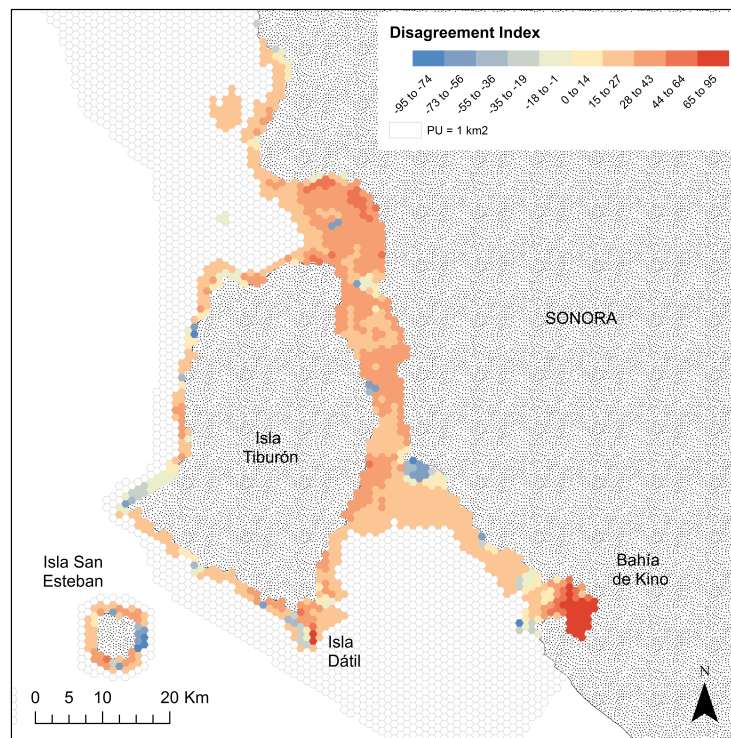 Disagreement Index
-95 to -74
-73 to -56
-55 to -36
-35 to -19
-18 to -1
0 to 14
15 to 27
28 to 43
44 to 64
65 to 95
PU = 1 km2
SONORA
Isla
Tiburón
Isla San
Esteban
Bahía
de Kino
Isla
Dátil
N
0 10 20 Km